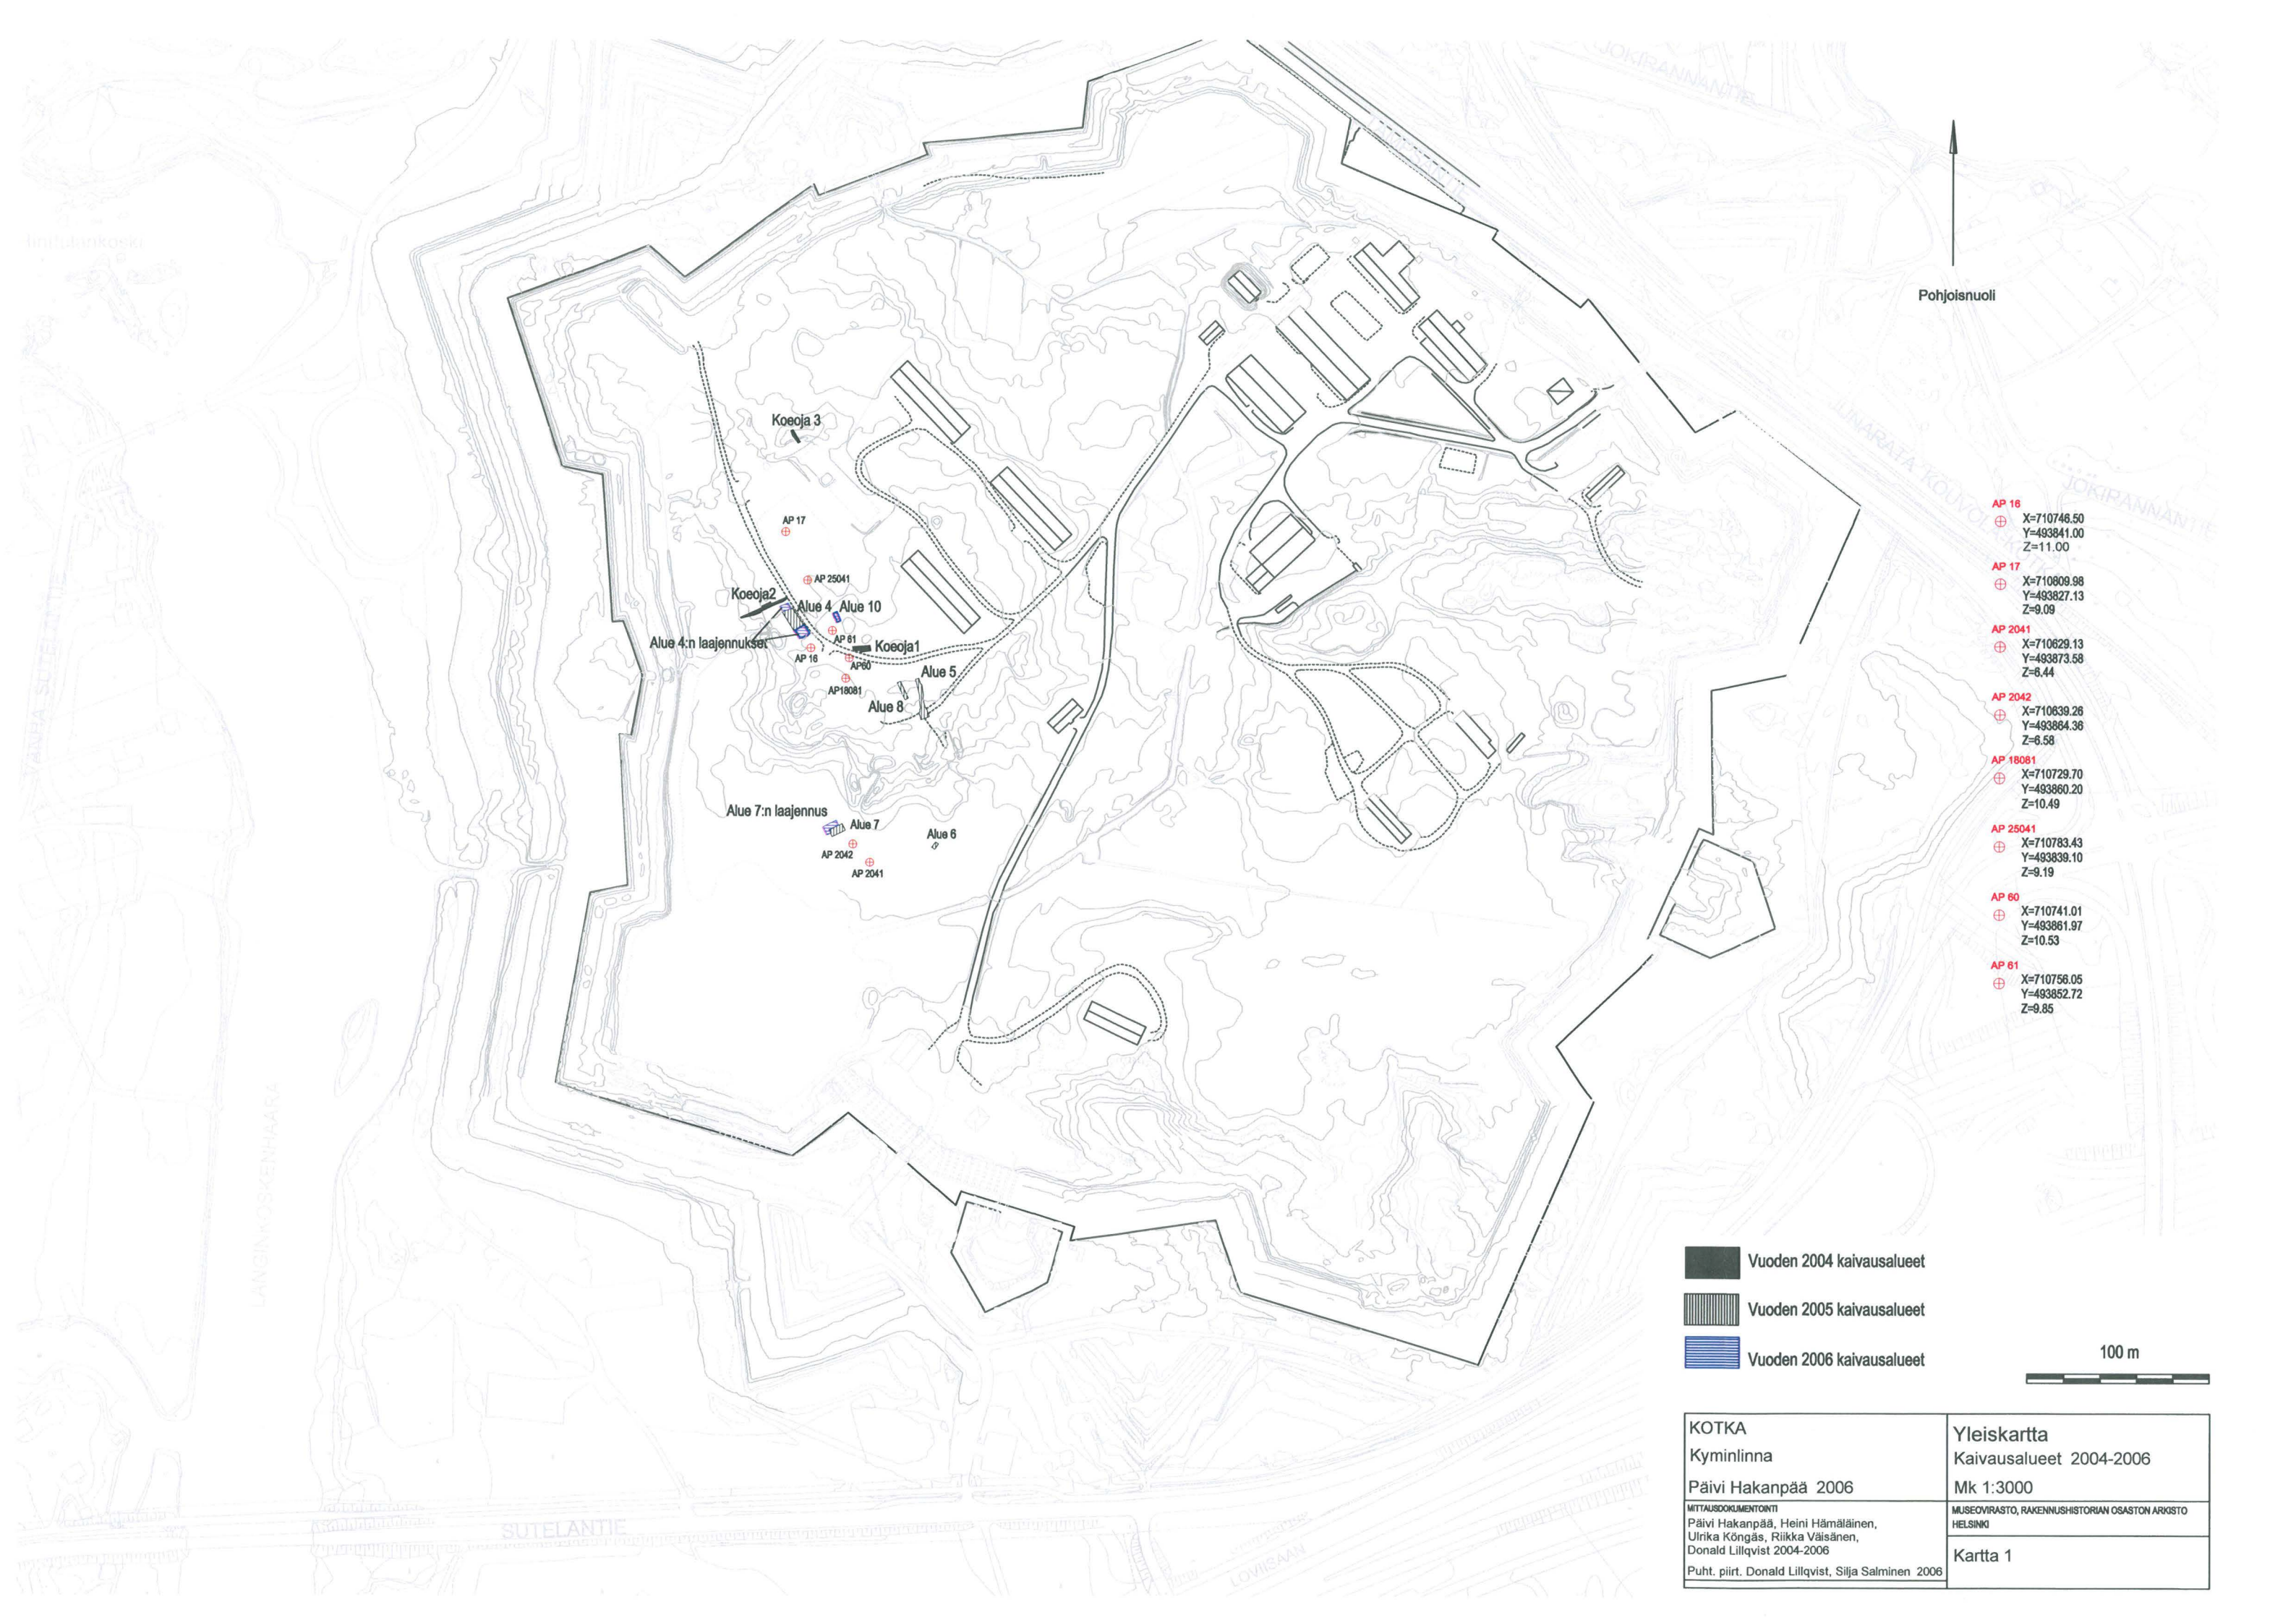 JOKIRANNANTIE
Pohjoisnuoli
Koeoja 3
AP 17
AP 25041
Koeoja2
Alue 4
Alue 10
Alue 4:n laajennukset
AP 61
Koeoja1
AP 16
AP60
AP18081
Alue 5
Alue 8
Alue 7:n laajennus
Alue 7
Alue 6
AP 2042
AP 2041
JOKIRANNANTIE
AP 16
X=710746.50
Y=493841.00
Z=11.00
AP 17
X=710809.98
Y=493827.13
Z=9.09
AP 2041
X=710629.13
Y=493873.58
Z=6.44
AP 2042
X=710639.26
Y=493864.36
Z=6.58
AP 18081
X=710729.70
Y=493860.20
Z=10.49
AP 25041
X=710783.43
Y=493839.10
Z=9.19
AP 60
X=710741.01
Y=493861.97
Z=10.53
AP 61
X=710756.05
Y=493852.72
Z=9.85
LANGINKOSKENHAARA
SUTELANTIE
LOVIISAAN
Vuoden 2004 kaivausalueet
Vuoden 2005 kaivausalueet
Vuoden 2006 kaivausalueet
100 m
KOTKA
Kyminlinna
Päivi Hakanpää 2006
Yleiskartta
Kaivausalueet 2004-2006
Mk 1:3000
MITTAUSDOKUMENTOINTI
Päivi Hakanpää, Heini Hämäläinen,
Ulrika Köngäs, Riikka Väisänen,
Donald Lillqvist 2004-2006
Puht. piirt. Donald Lillqvist, Silja Salminen 2006
MUSEOVIRASTO, RAKENNUSHISTORIAN OSASTON ARKISTO
HELSINKI
Kartta 1